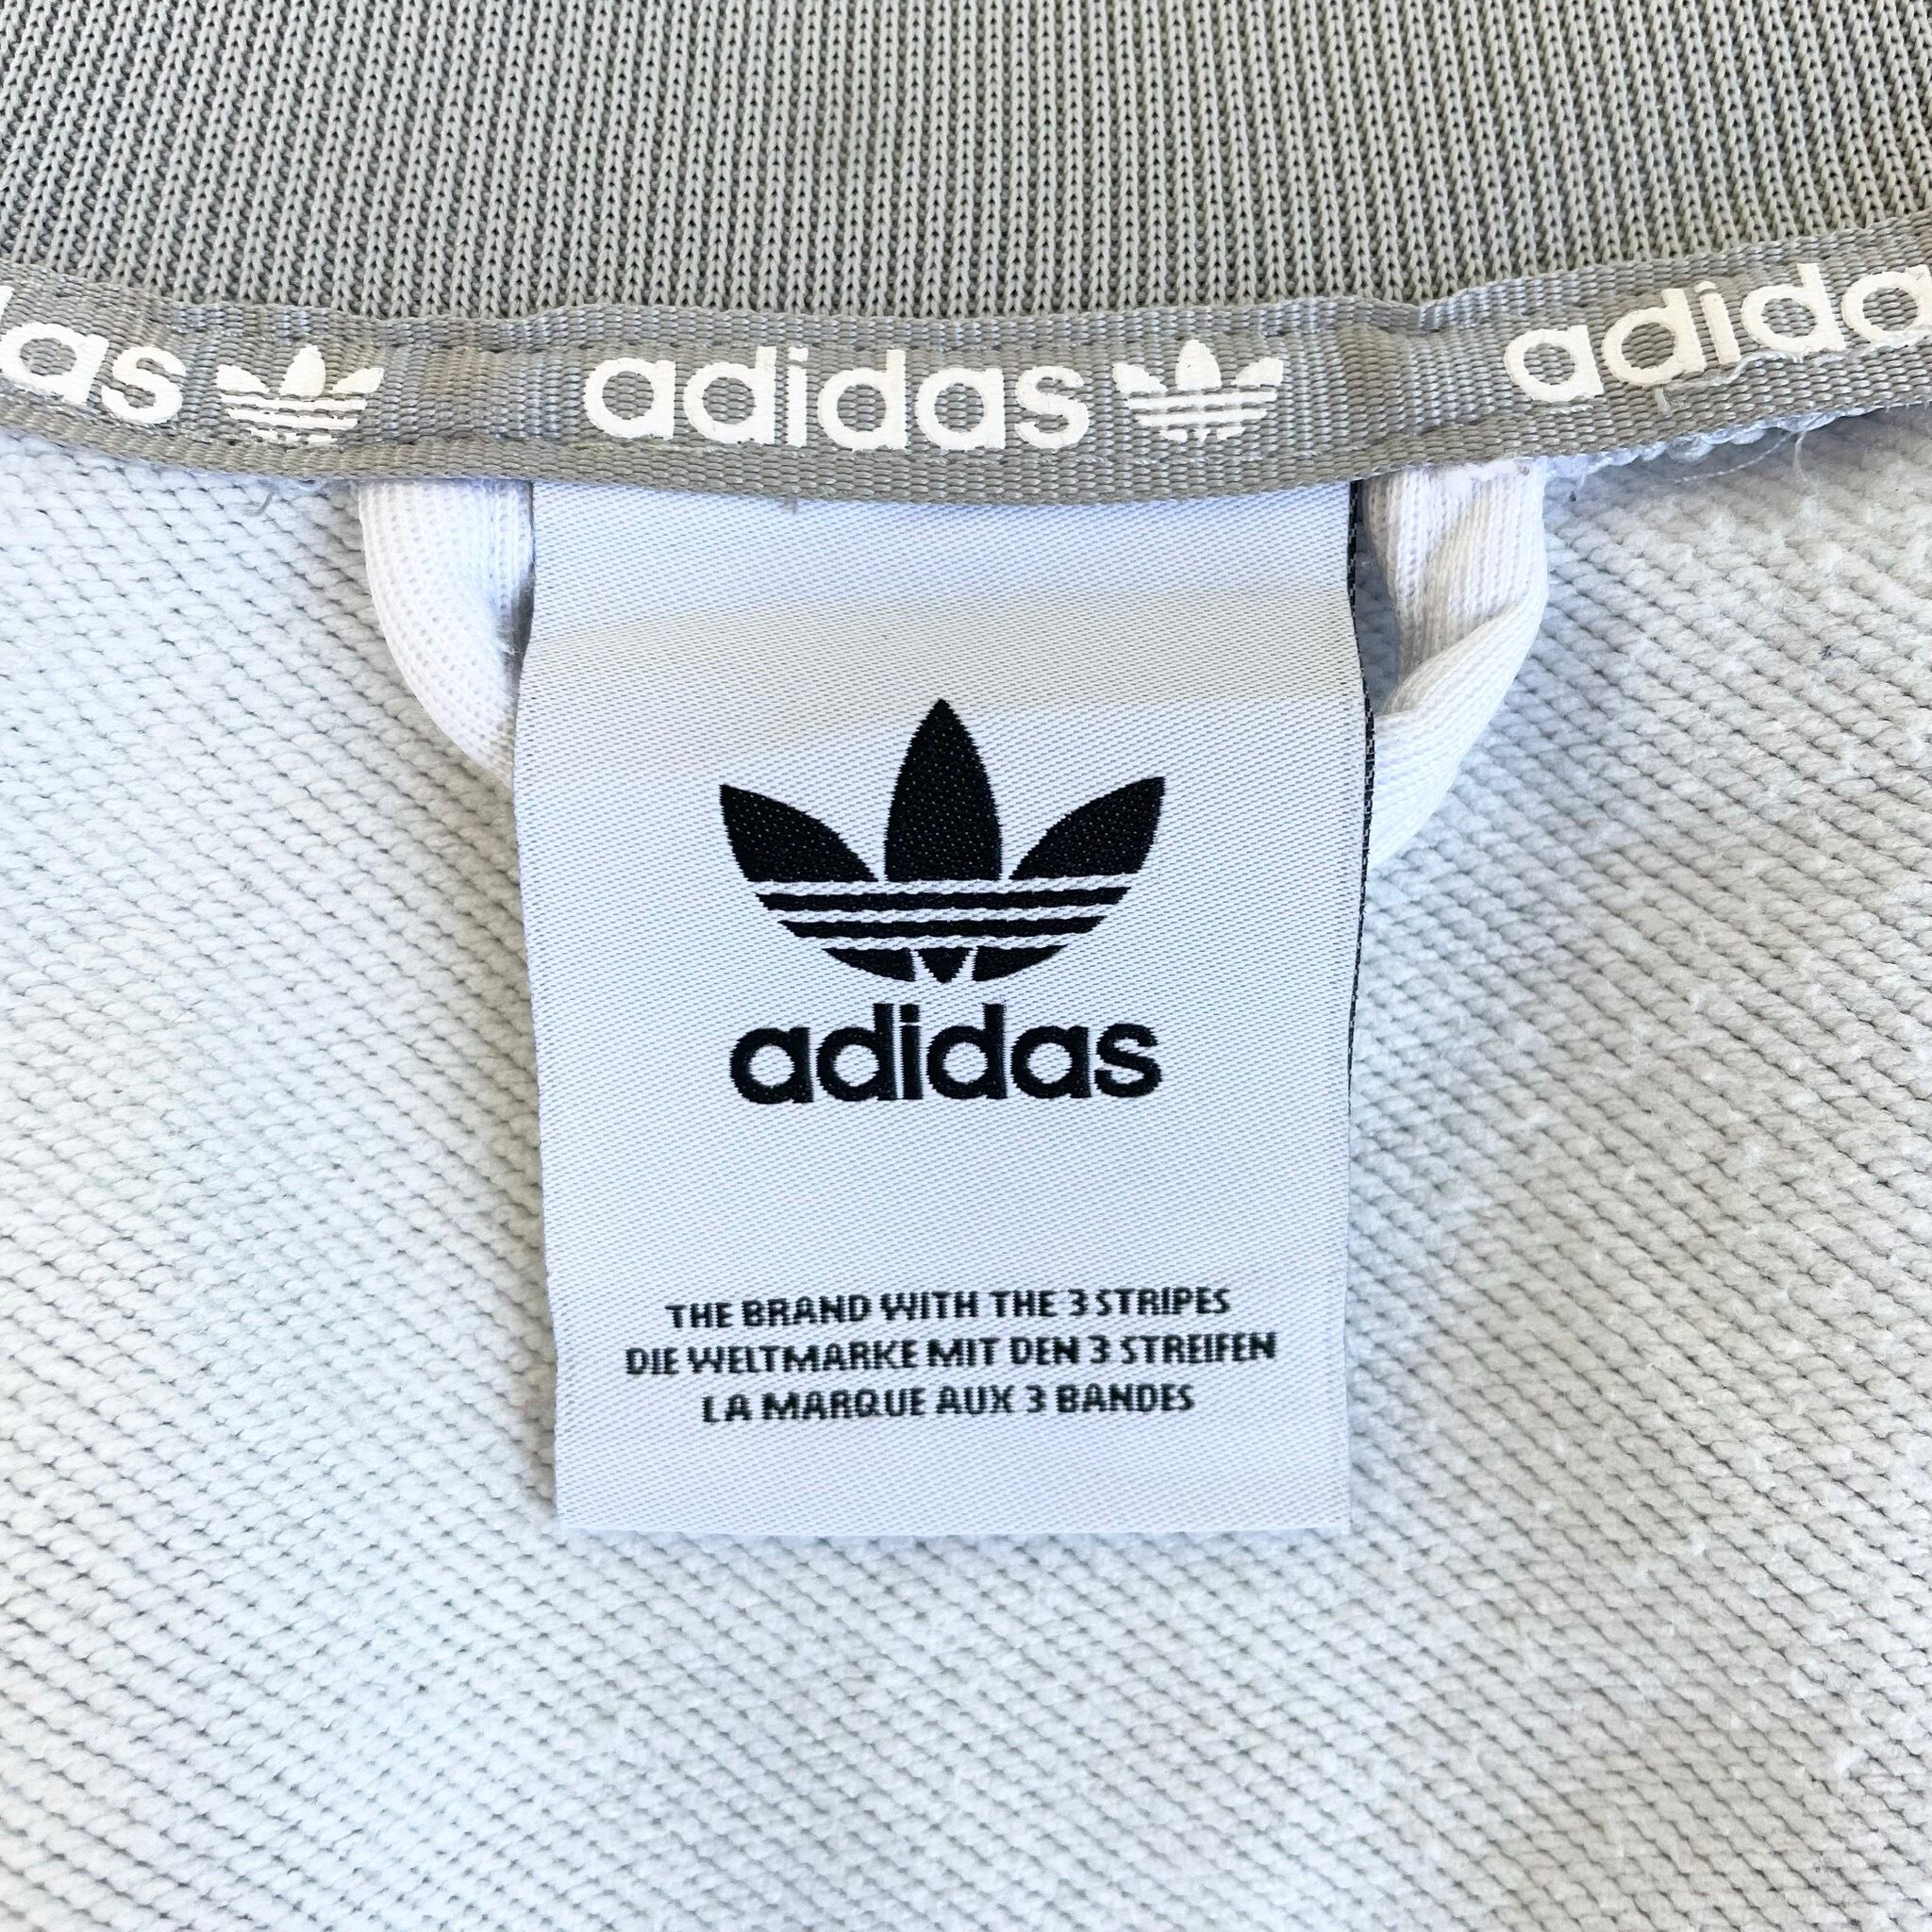 das adidas adidas
adidas
THE BRAND WITH THE 3 STRIPES
DIE WELTMARKE MIT DEN 3 STREIFEN
LA MARQUE AUX 3 BANDES